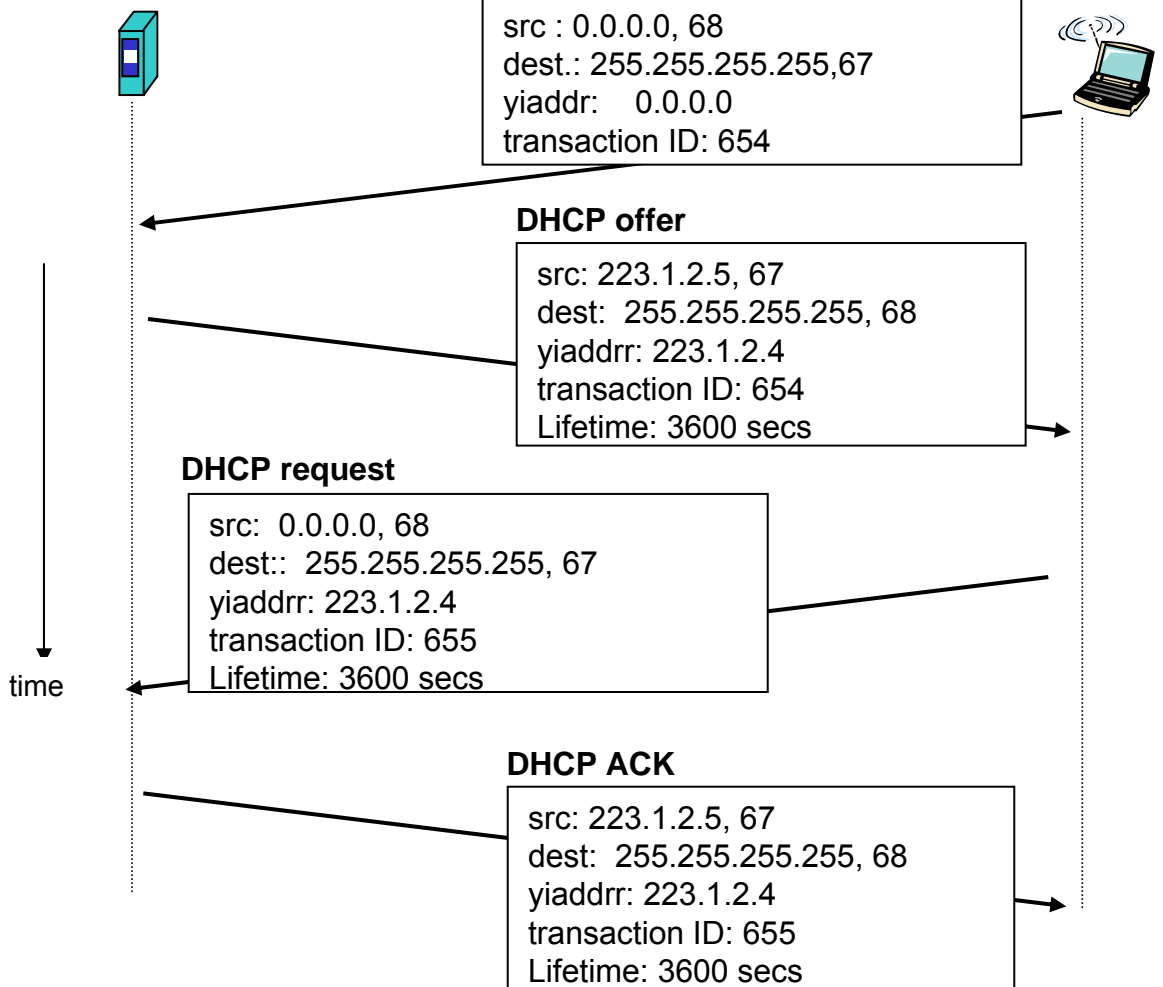 src : 0.0.0.0, 68
dest.: 255.255.255.255,67
yiaddr: 0.0.0.0
transaction ID: 654
DHCP offer
src: 223.1.2.5, 67
dest: 255.255.255.255, 68
yiaddrr: 223.1.2.4
transaction ID: 654
Lifetime: 3600 secs
DHCP request
src: 0.0.0.0, 68
dest:: 255.255.255.255, 67
yiaddrr: 223.1.2.4
transaction ID: 655
Lifetime: 3600 secs
time
DHCP ACK
src: 223.1.2.5, 67
dest: 255.255.255.255, 68
yiaddrr: 223.1.2.4
transaction ID: 655
Lifetime: 3600 secs